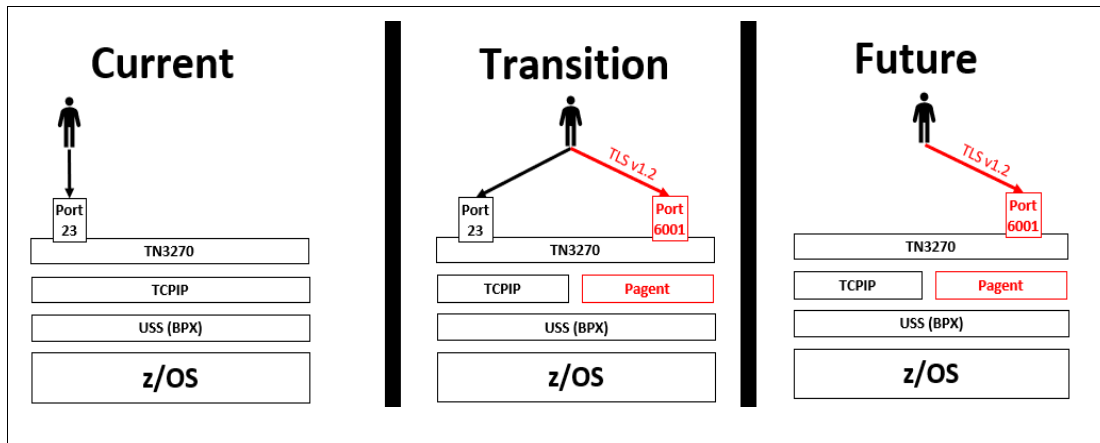 Current
Port
23
TN3270
TCPIP
USS (BPX)
z/OS
Transition
TLS v1.2
Port
23
Port
6001
TN3270
TCPIP
Pagent
USS (BPX)
z/OS
Future
TLS v1.2
Port
6001
TN3270
TCPIP
Pagent
USS (BPX)
z/OS